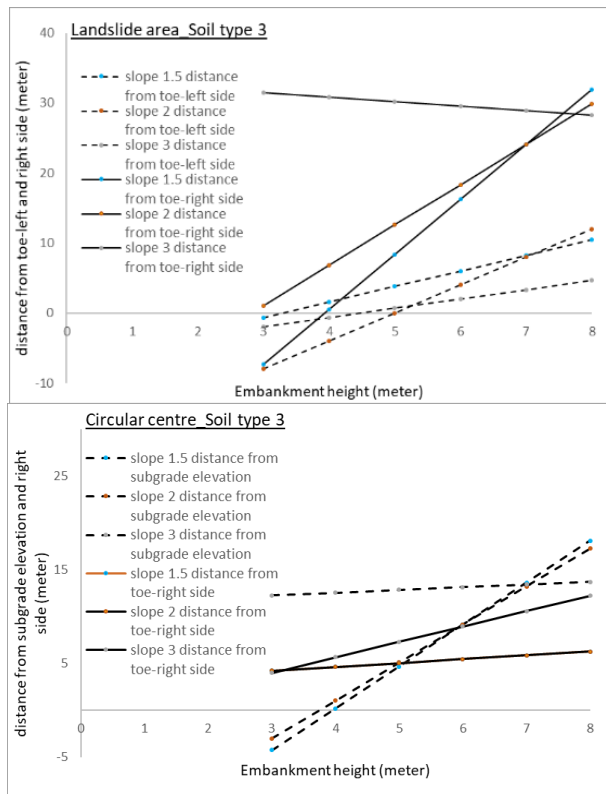 Landslide area_Soil type 3
40
30
20
10
0
-10
distance from toe-left and right side (meter)
slope 1.5 distance
from toe-left side
slope 2 distance
from toe-left side
slope 3 distance
from toe-left side
slope 1.5 distance
from toe-right side
slope 2 distance
from toe-right side
slope 3 distance
from toe-right side
0 1 2 3 4 5 6 7 8
Embankment height (meter)
Circular centre_Soil type 3
25
15
5
-5
distance from subgrade elevation and right
side (meter)
slope 1.5 distance from
subgrade elevation
slope 2 distance from
subgrade elevation
slope 3 distance from
subgrade elevation
slope 1.5 distance from
toe-right side
slope 2 distance from
toe-right side
slope 3 distance from
toe-right side
0 1 2 3 4 5 6 7 8
Embankment height (meter)